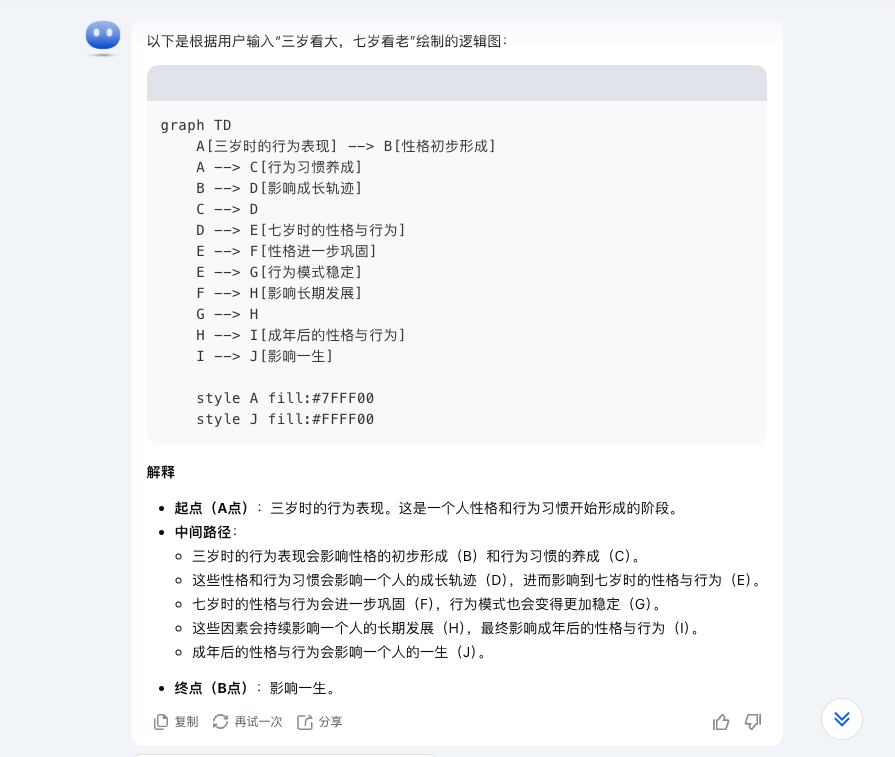 以下是根据用户输入“三岁看大，七岁看老”绘制的逻辑图：
graph TD
    A[三岁时的行为表现] --> B[性格初步形成]
    A --> C[行为习惯养成]
    B --> D[影响成长轨迹]
    C --> D
    D --> E[七岁时的性格与行为]
    E --> F[性格进一步巩固]
    E --> G[行为模式稳定]
    F --> H[影响长期发展]
    G --> H
    H --> I[成年后的性格与行为]
    I --> J[影响一生]
    style A fill:#7FFF00
    style J fill:#FFFF00
解释
• 起点（A点）：三岁时的行为表现。这是一个人性格和行为习惯开始形成的阶段。
• 中间路径：
◦ 三岁时的行为表现会影响性格的初步形成（B）和行为习惯的养成（C）。
◦ 这些性格和行为习惯会影响一个人的成长轨迹（D），进而影响到七岁时的性格与行为（E）。
◦ 七岁时的性格与行为会进一步巩固（F），行为模式也会变得更加稳定（G）。
◦ 这些因素会持续影响一个人的长期发展（H），最终影响成年后的性格与行为（I）。
◦ 成年后的性格与行为会影响一个人的一生（J）。
• 终点（B点）：影响一生。
复制 再试一次 分享